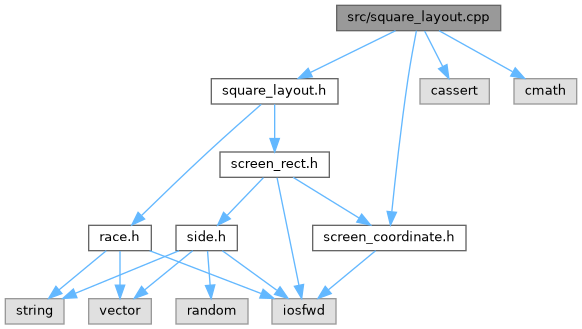 src/square_layout.cpp
square_layout.h
cassert
cmath
screen_rect.h
race.h
side.h
screen_coordinate.h
string
vector
random
iosfwd